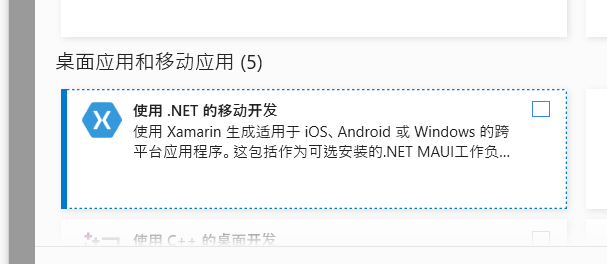 桌面应用和移动应用 (5)
使用 .NET 的移动开发
使用 Xamarin 生成适用于 iOS、Android 或 Windows 的跨
平台应用程序。这包括作为可选安装的.NET MAUI工作负...
使用 C++ 的桌面开发